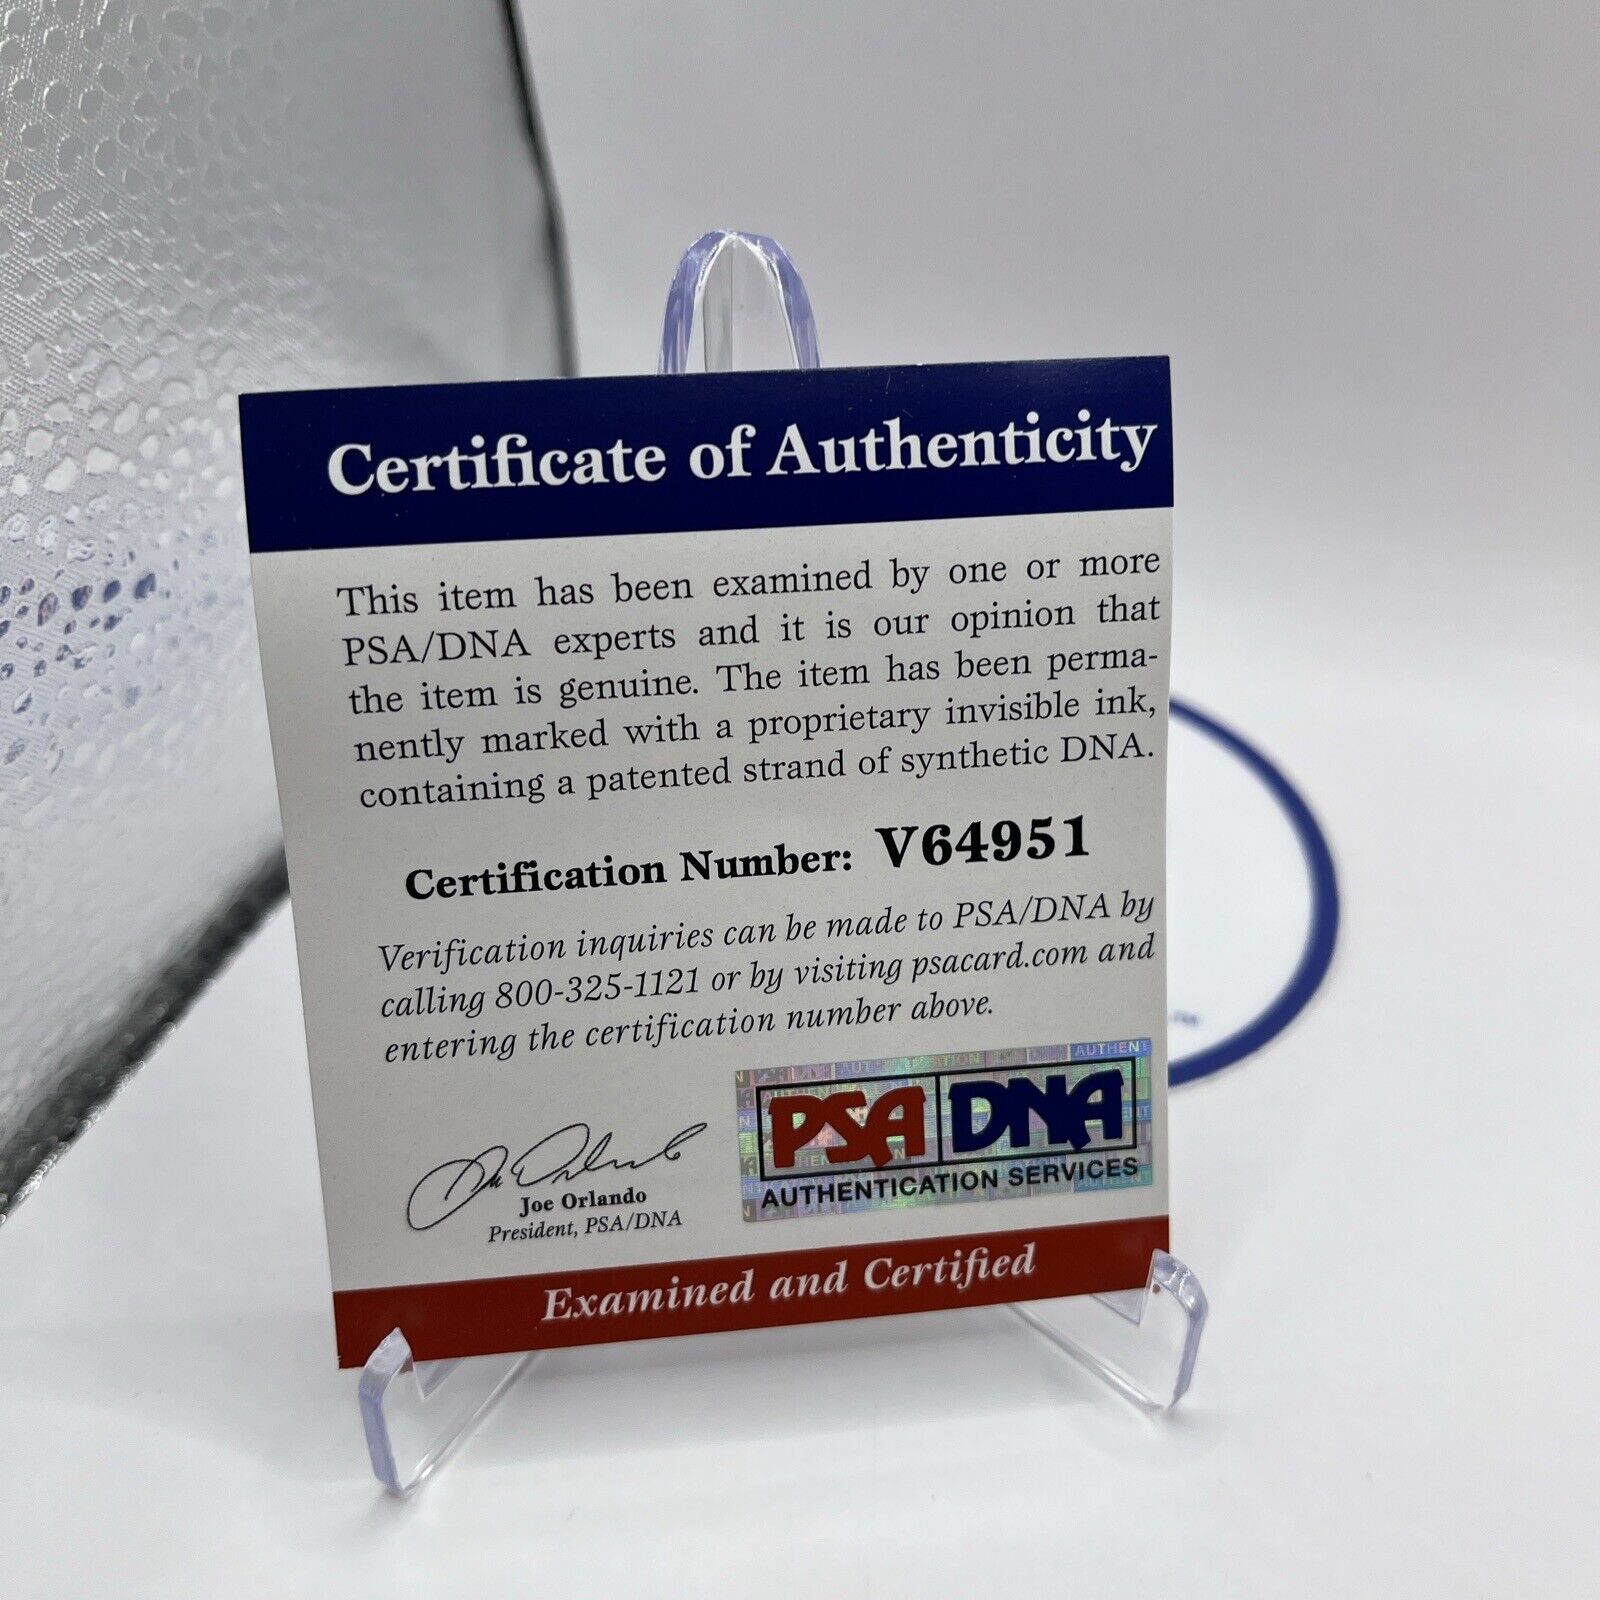 Certificate of Authenticity
This item has been examined by one or more
PSA/DNA experts and it is our opinion that
the item is genuine. The item has been perma-
nently marked with a proprietary invisible ink,
containing a patented strand of synthetic DNA.
Certification Number: V64951
Verification inquiries can be made to PSA/DNA by
calling 800-325-1121 or by visiting psacard.com and
entering the certification number above.
Joe Orlando
President, PSA/DNA
PSA DNA
AUTHENTICATION SERVICES
Examined and Certified